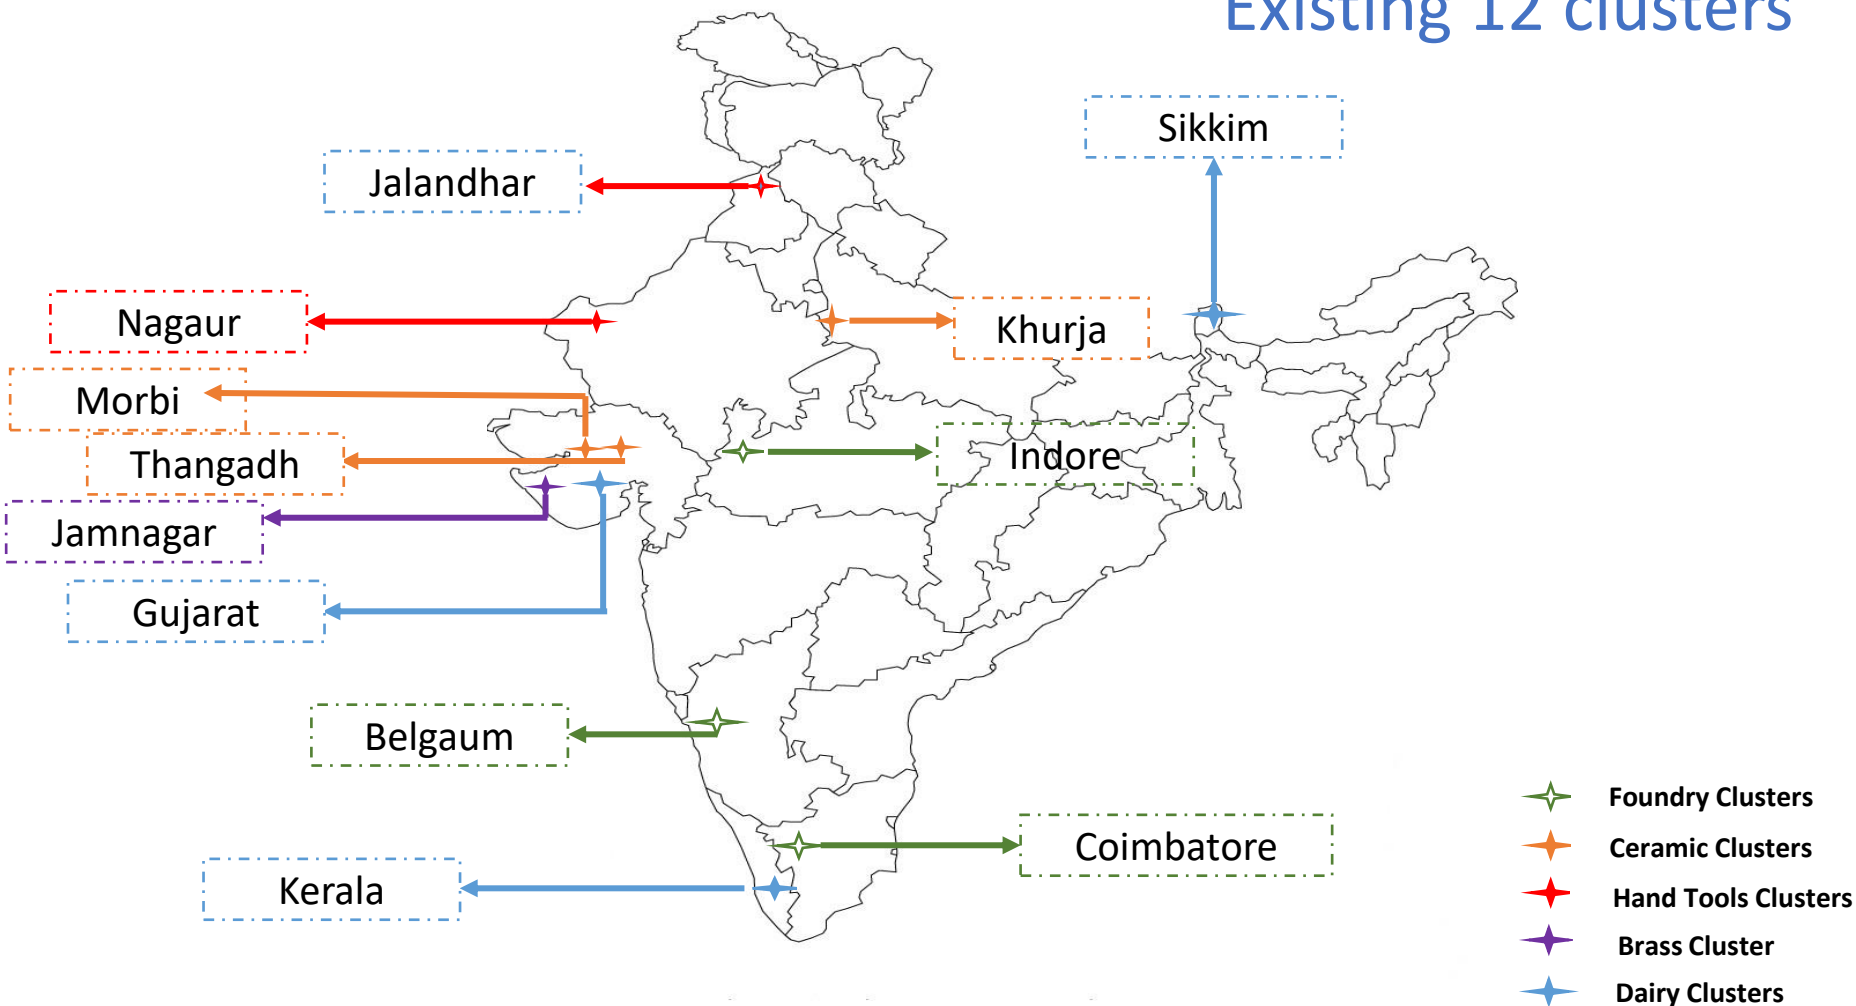 Existing 12 clusters
Sikkim
Jalandhar
Nagaur
Khurja
Morbi
Thangadh
Indore
Jamnagar
Gujarat
Belgaum
Coimbatore
Kerala
Foundry Clusters
Ceramic Clusters
Hand Tools Clusters
Brass Cluster
Dairy Clusters